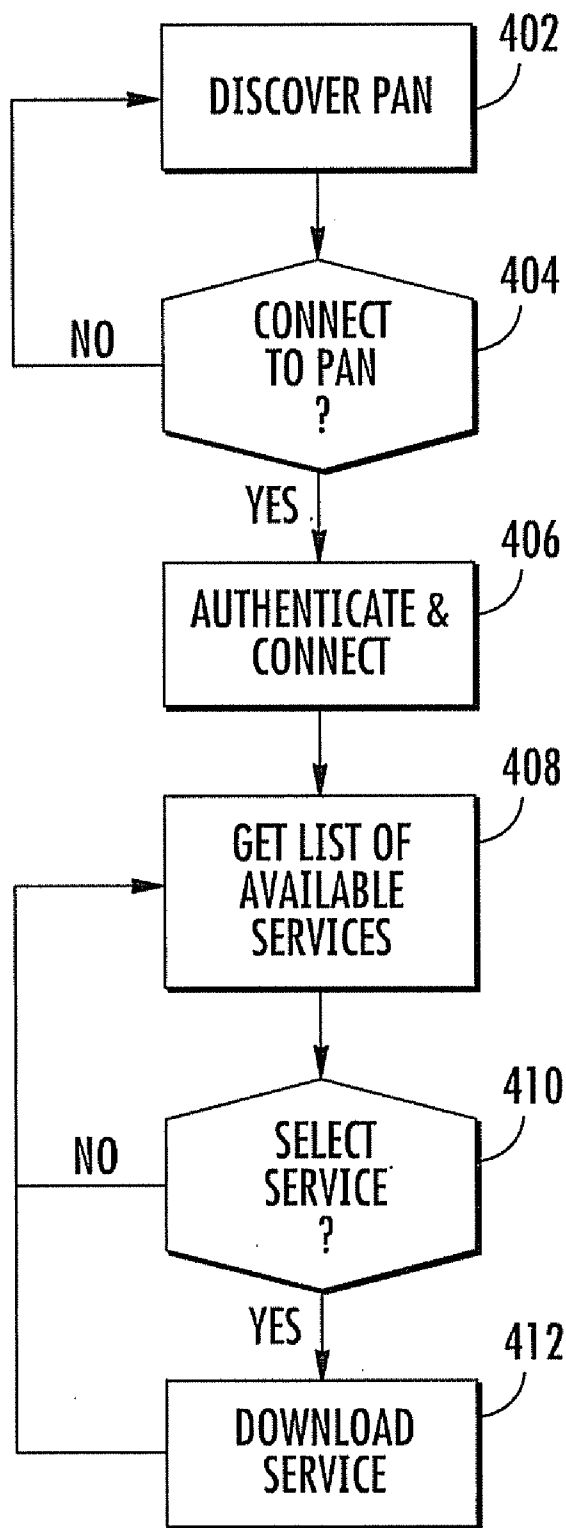 402
DISCOVER PAN
404
CONNECT
TO PAN
?
NO
YES
406
AUTHENTICATE &
CONNECT
408
GET LIST OF
AVAILABLE
SERVICES
410
SELECT
SERVICE
?
NO
YES
412
DOWNLOAD
SERVICE